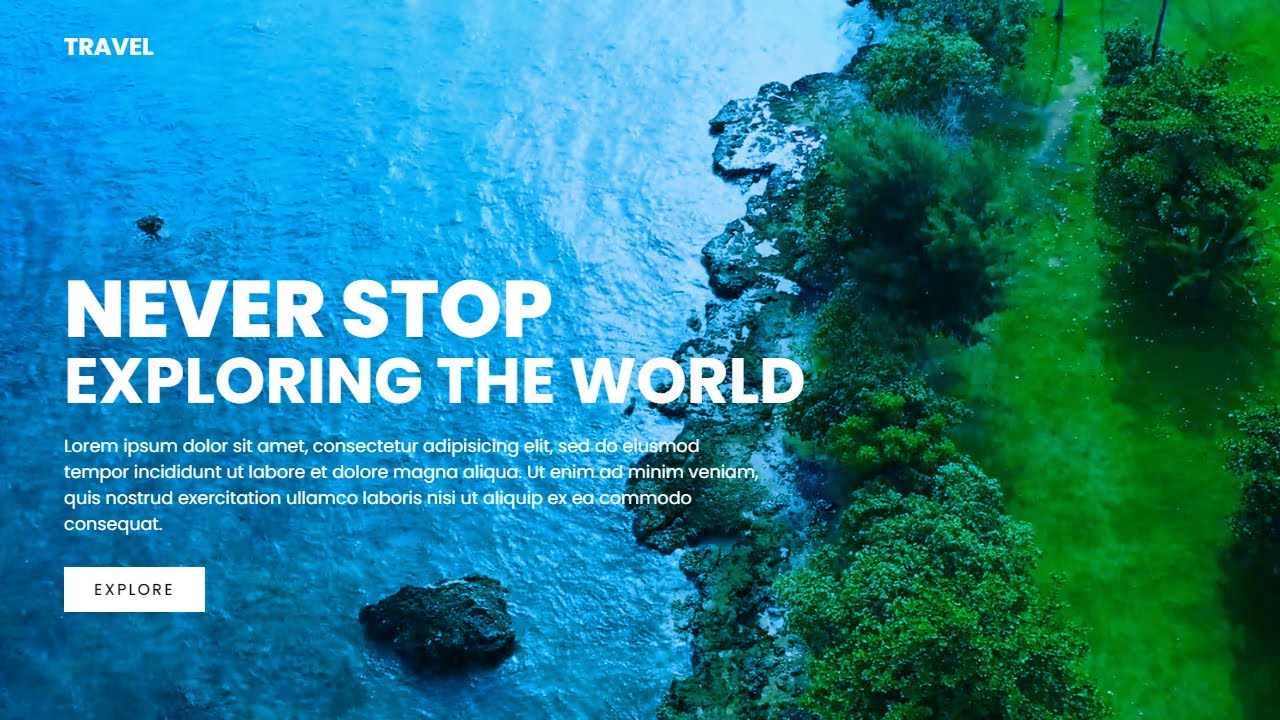 TRAVEL
NEVER STOP
EXPLORING THE WORLD
Lorem ipsum dolor sit amet, consectetur adipisicing elit, sed do eiusmod
tempor incididunt ut labore et dolore magna aliqua. Ut enim ad minim veniam,
quis nostrud exercitation ullamco laboris nisi ut aliquip ex ea commodo
consequat.
EXPLORE